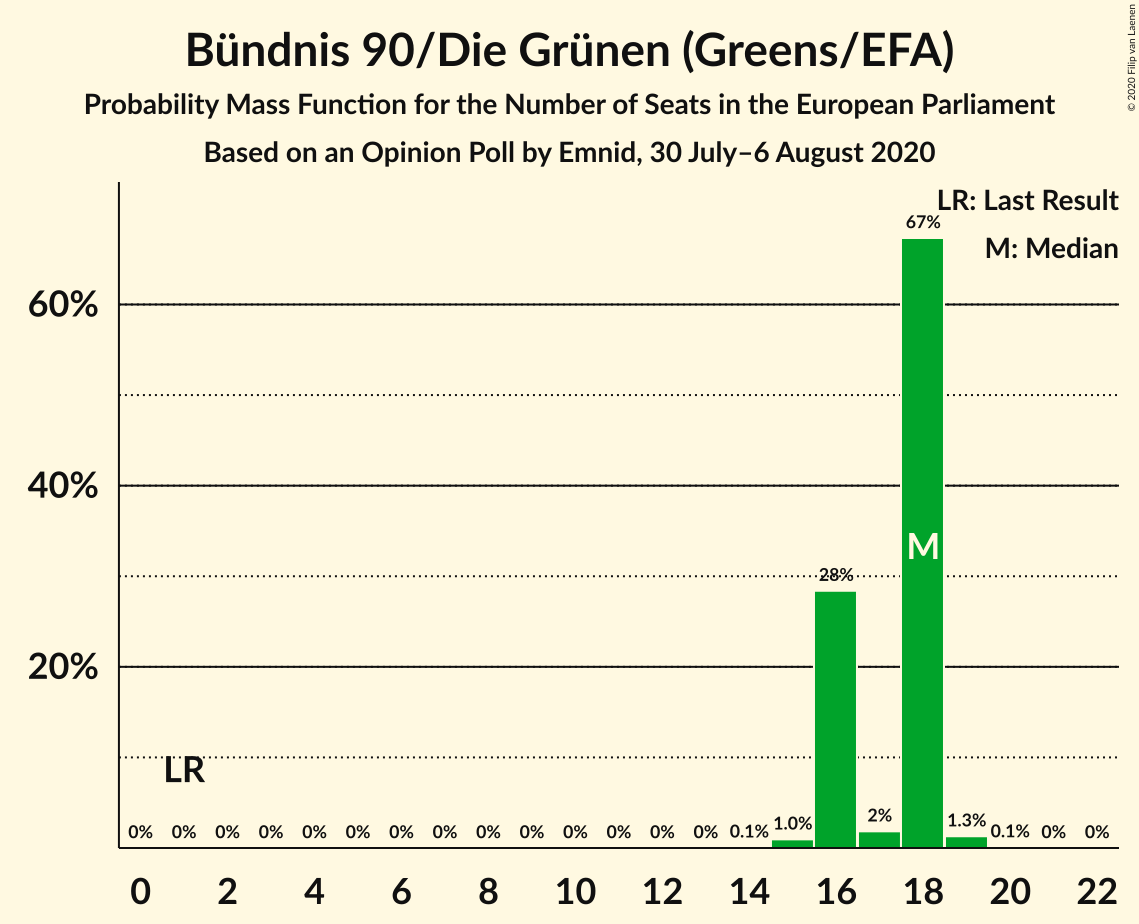 Bündnis 90/Die Grünen (Greens/EFA)
Probability Mass Function for the Number of Seats in the European Parliament
Based on an Opinion Poll by Emnid, 30 July–6 August 2020
© 2020 Filip van Laenen
LR: Last Result
M: Median
67%
60%
40%
M
28%
20%
LR
0% 0% 0% 0% 0% 0% 0% 0% 0% 0% 0% 0% 0% 0% 0.1% 1.0% 2% 1.3% 0.1% 0% 0%
0 2 4 6 8 10 12 14 16 18 20 22